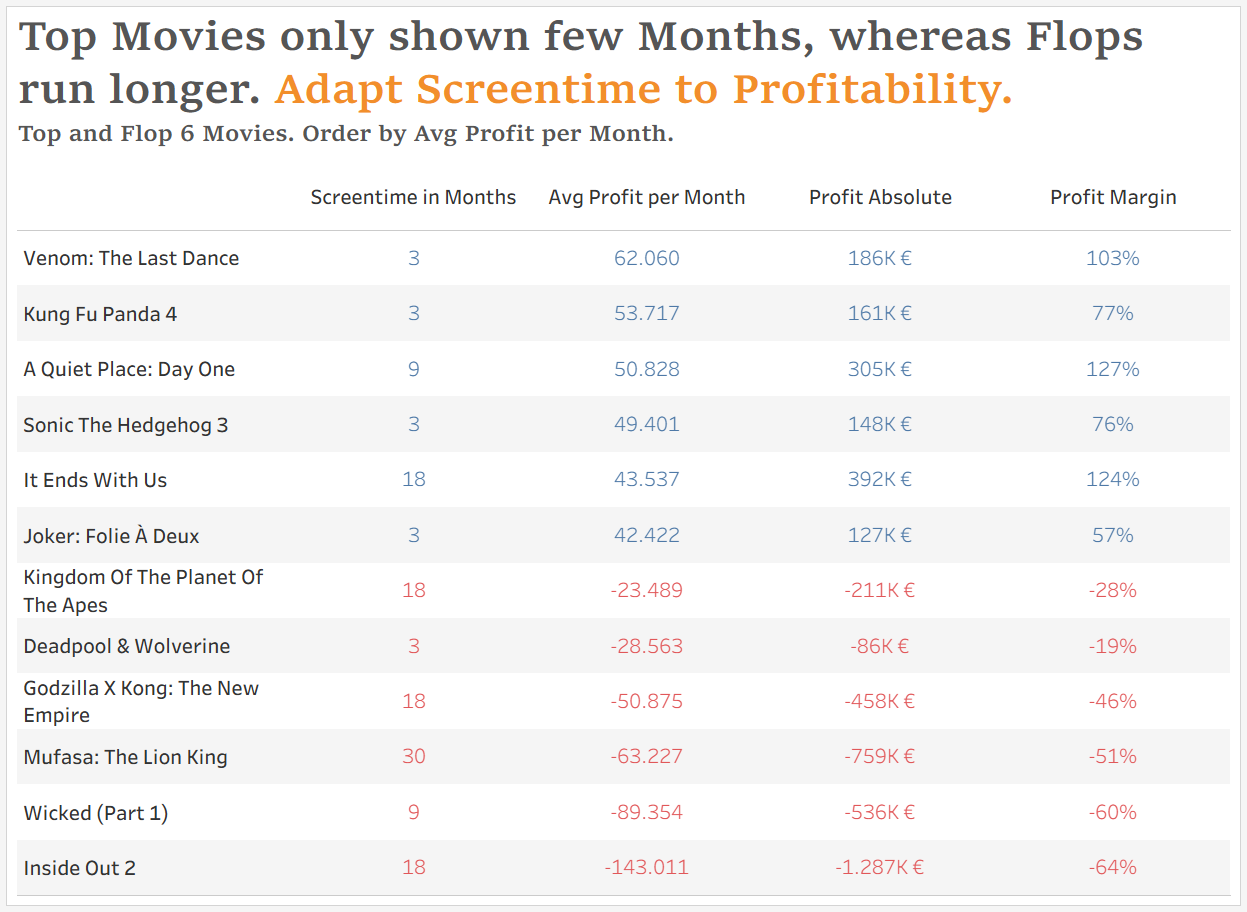 Top Movies only shown few Months, whereas Flops
run longer. Adapt Screentime to Profitability.
Top and Flop 6 Movies. Order by Avg Profit per Month.
Screentime in Months Avg Profit per Month Profit Absolute Profit Margin
Venom: The Last Dance 3 62.060 186K € 103%
Kung Fu Panda 4 3 53.717 161K € 77%
A Quiet Place: Day One 9 50.828 305K € 127%
Sonic The Hedgehog 3 3 49.401 148K € 76%
It Ends With Us 18 43.537 392K € 124%
Joker: Folie À Deux 3 42.422 127K € 57%
Kingdom Of The Planet Of
The Apes 18 -23.489 -211K € -28%
Deadpool & Wolverine 3 -28.563 -86K € -19%
Godzilla X Kong: The New
Empire 18 -50.875 -458K € -46%
Mufasa: The Lion King 30 -63.227 -759K € -51%
Wicked (Part 1) 9 -89.354 -536K € -60%
Inside Out 2 18 -143.011 -1.287K € -64%